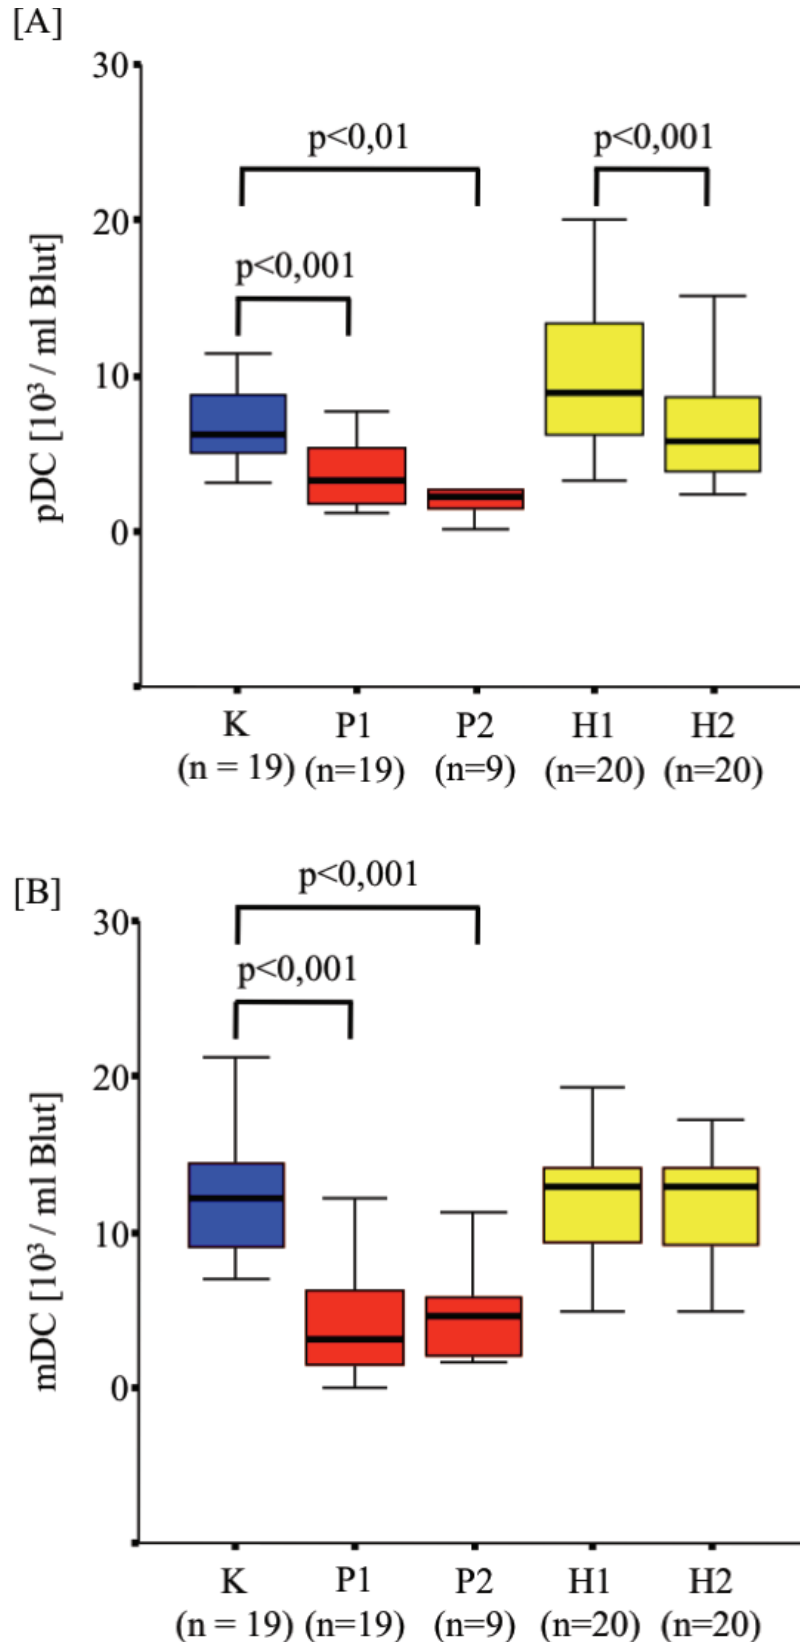 [A]
pDC [10³ / ml Blut]
30
20
10
0
p<0,01
p<0,001
p<0,001
K
P1
P2
H1
H2
(n = 19)
(n=19)
(n=9)
(n=20)
(n=20)
[B]
mDC [10³ / ml Blut]
30
20
10
0
p<0,001
p<0,001
K
P1
P2
H1
H2
(n = 19)
(n=19)
(n=9)
(n=20)
(n=20)